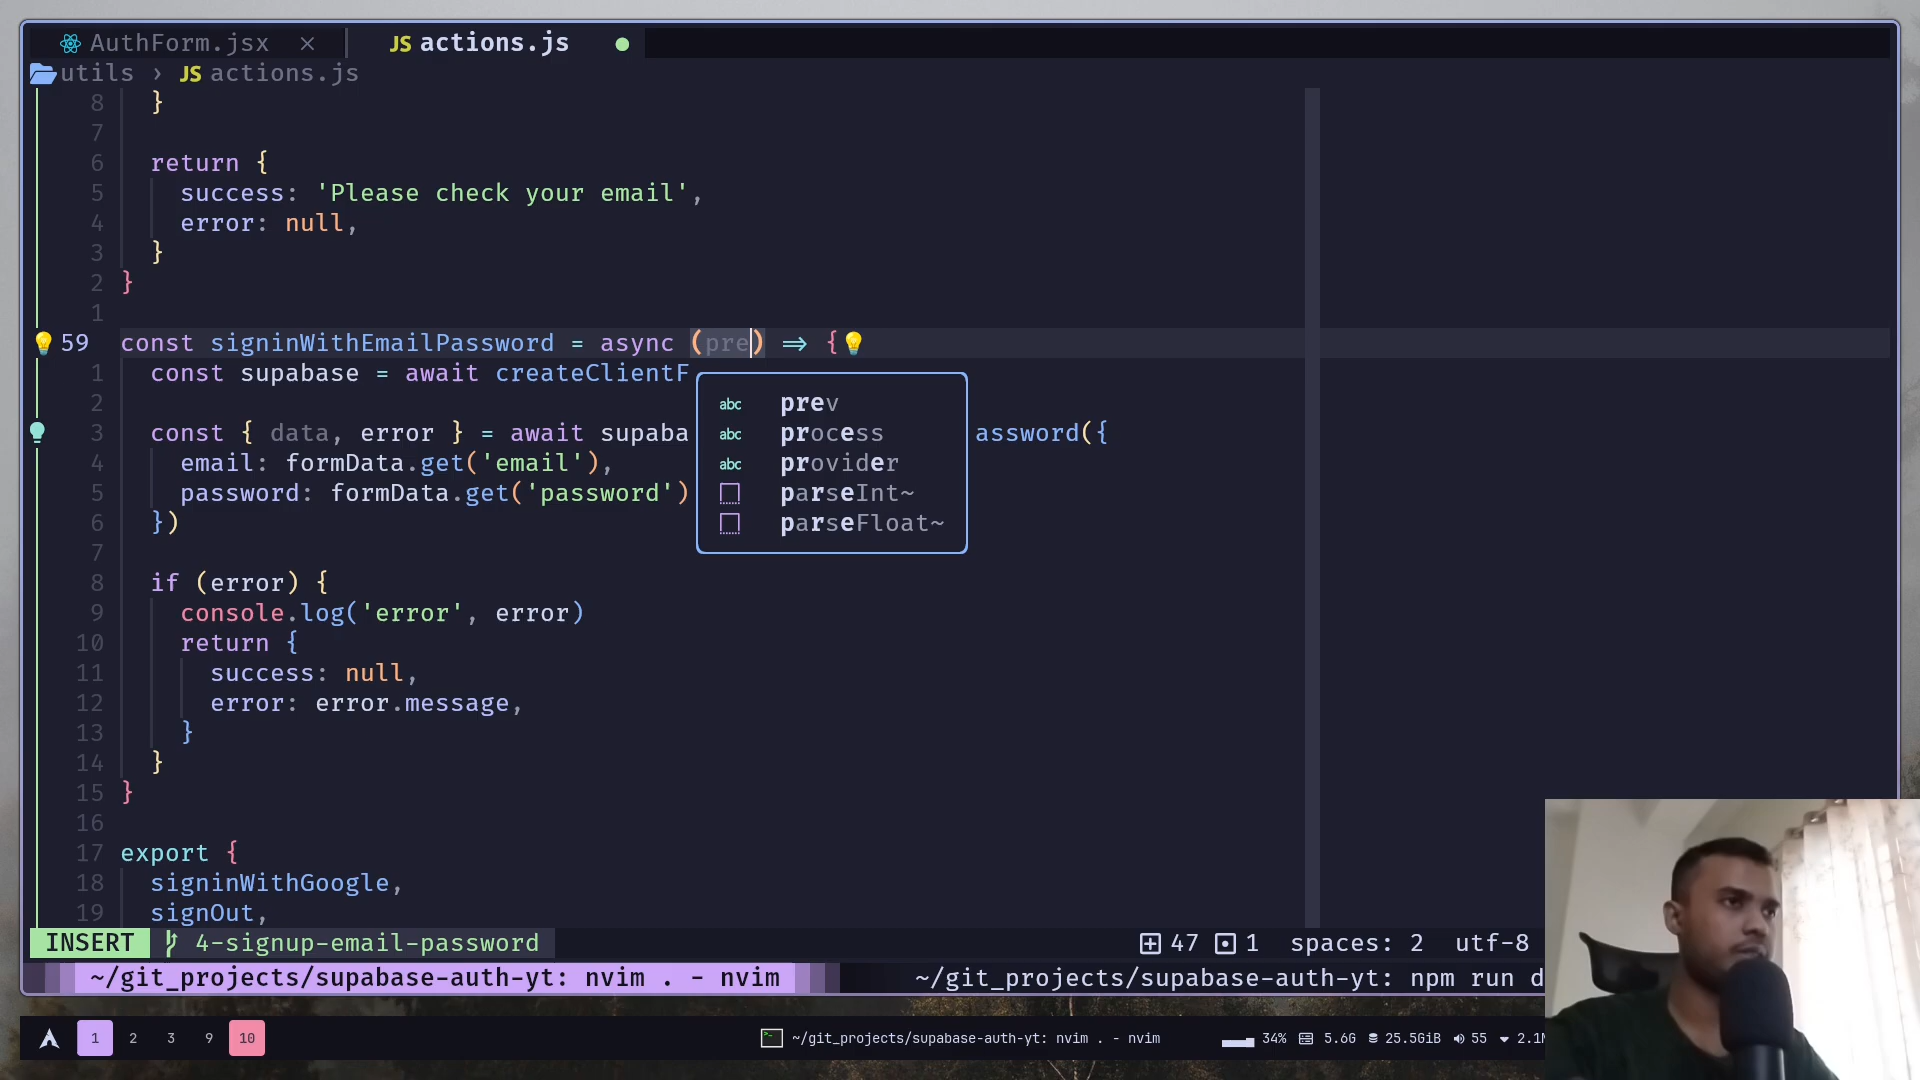 AuthForm.jsx ×
JS actions.js ●
utils › JS actions.js
8 }
7
6 return {
5 success: 'Please check your email',
4 error: null,
3 }
2 }
1
59 const signinWithEmailPassword = async (pre) => {
1 const supabase = await createClientF
2
3 const { data, error } = await supaba assword({
4 email: formData.get('email'),
5 password: formData.get('password')
6 })
7
8 if (error) {
9 console.log('error', error)
10 return {
11 success: null,
12 error: error.message,
13 }
14 }
15 }
16
17 export {
18 signinWithGoogle,
19 signOut,
abc prev
abc process
abc provider
parseInt~
parseFloat~
INSERT 4-signup-email-password 47 1 spaces: 2 utf-8
~/git_projects/supabase-auth-yt: nvim . - nvim ~/git_projects/supabase-auth-yt: npm run d
1 2 3 9 10 ~/git_projects/supabase-auth-yt: nvim . - nvim 34% 5.6G 25.5GiB 55